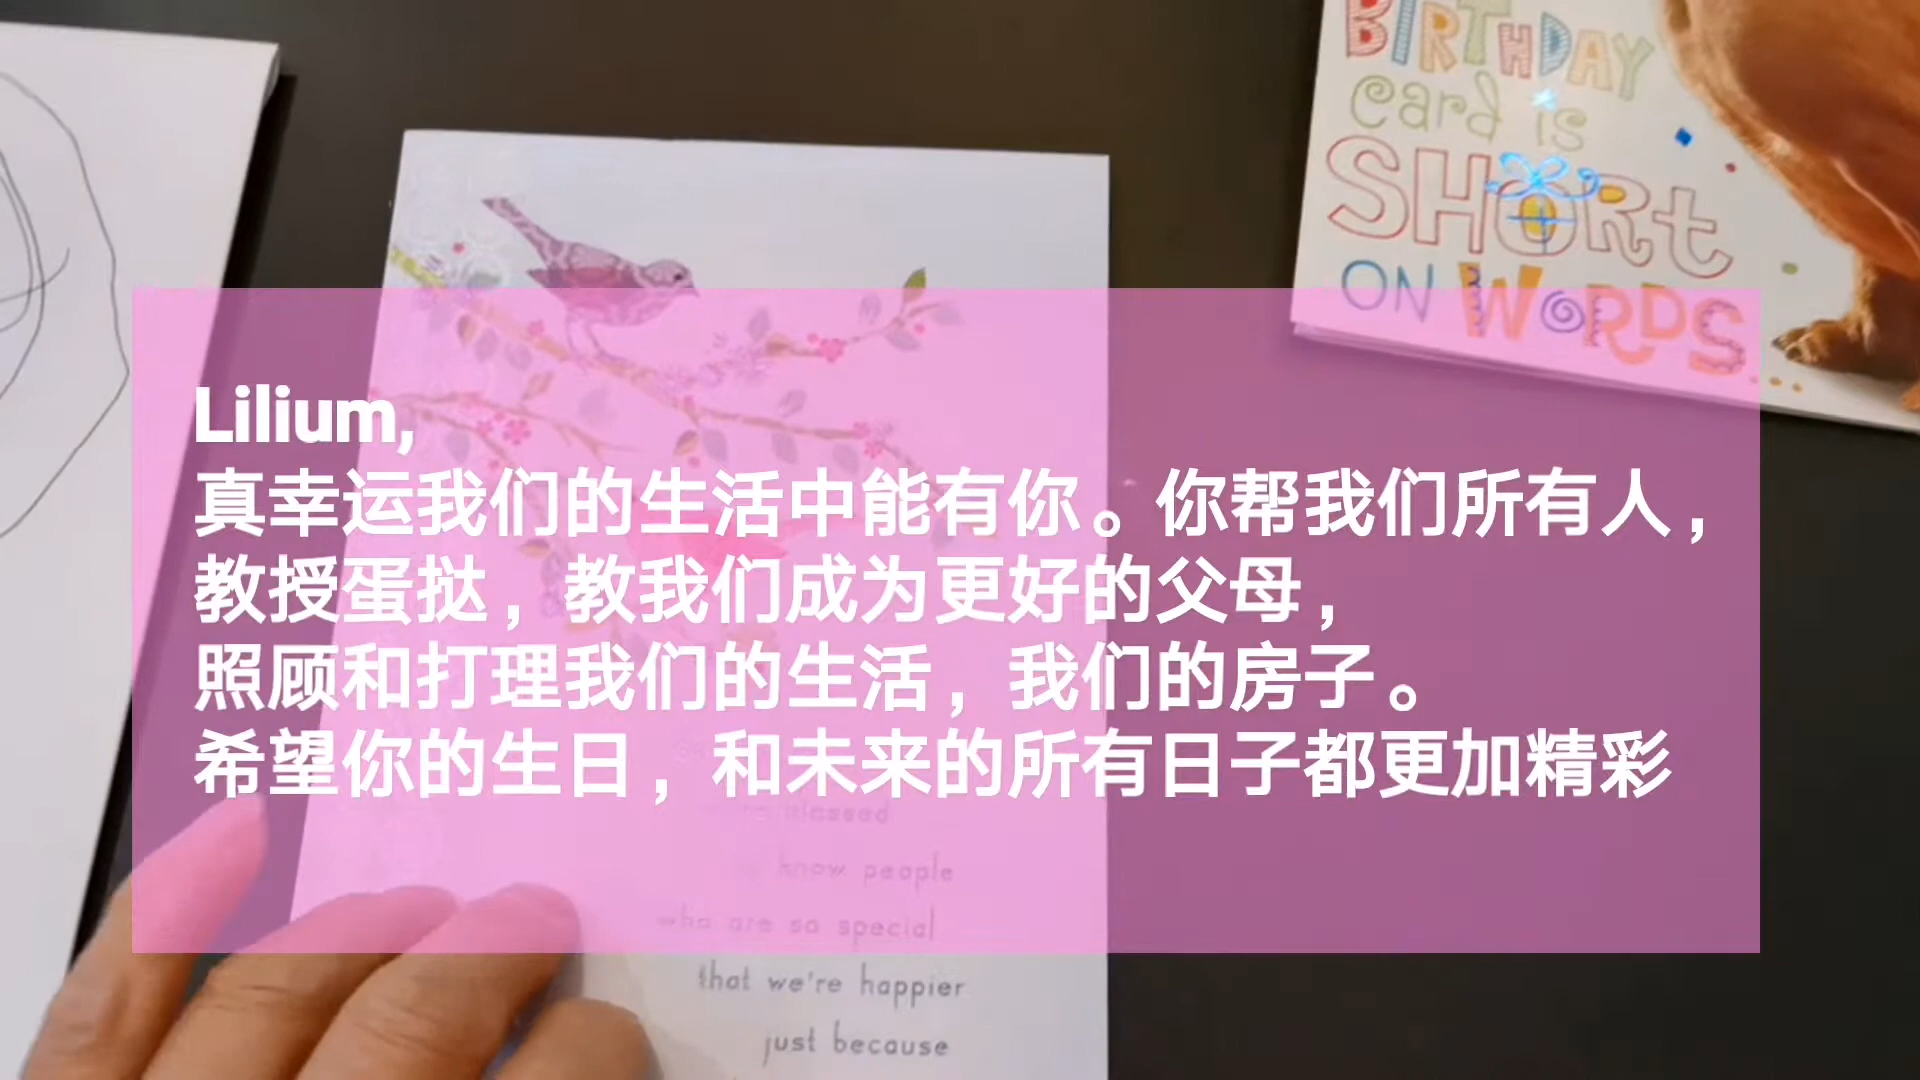 BIRTHDAY
card is
SHORT
ON WORDS
Lilium,
真幸运我们的生活中能有你。你帮我们所有人，
教授蛋挞，教我们成为更好的父母，
照顾和打理我们的生活，我们的房子。
希望你的生日，和未来的所有日子都更加精彩
blessed
know people
who are so special
that we're happier
just because